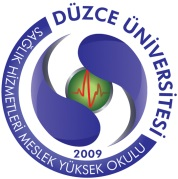 DÜZCE ÜNİVERSİTESİ
SAĞLIK HİZMETLERİ MESLEK YÜKSEK OKULU
2009